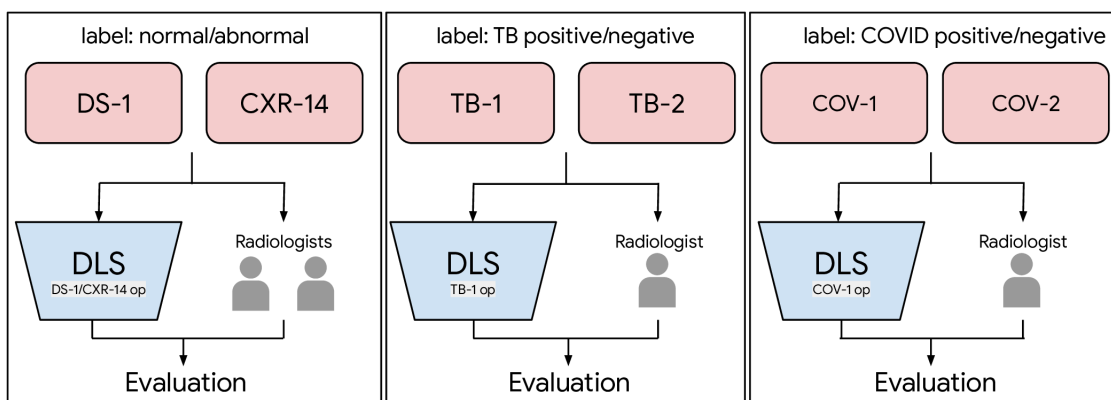 label: normal/abnormal
DS-1
CXR-14
DLS
DS-1/CXR-14 op
Radiologists
Evaluation
label: TB positive/negative
TB-1
TB-2
DLS
TB-1 op
Radiologist
Evaluation
label: COVID positive/negative
COV-1
COV-2
DLS
COV-1 op
Radiologist
Evaluation